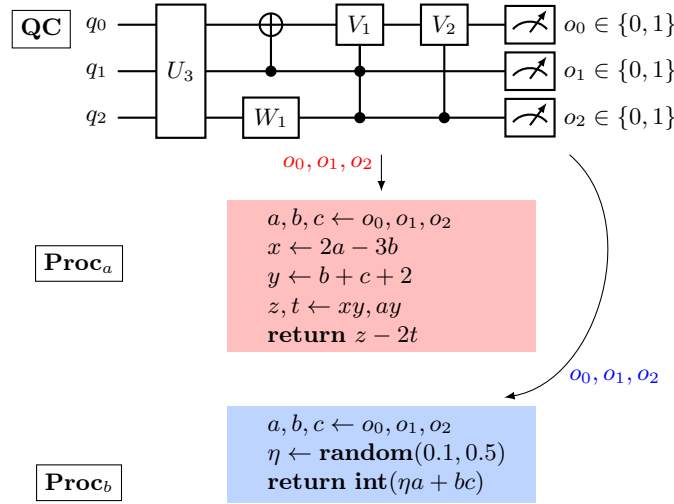 QC
q₀ V₁ V₂ o₀ ∈ {0, 1}
q₁ U₃ o₁ ∈ {0, 1}
q₂ W₁ o₂ ∈ {0, 1}
o₀, o₁, o₂
a, b, c ← o₀, o₁, o₂
x ← 2a − 3b
Procₐ
y ← b + c + 2
z, t ← xy, ay
return z − 2t
o₀, o₁, o₂
a, b, c ← o₀, o₁, o₂
η ← random(0.1, 0.5)
Proc_b
return int(ηa + bc)